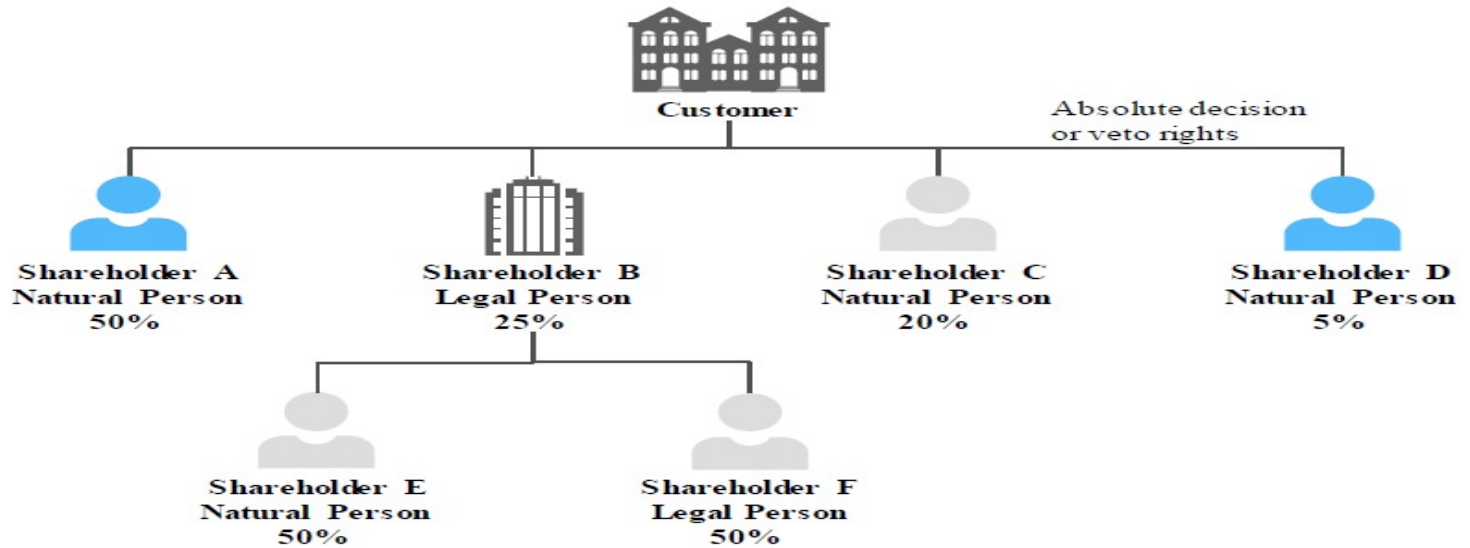 Customer
Absolute decision
or veto rights
Shareholder A
Natural Person
50%
Shareholder B
Legal Person
25%
Shareholder C
Natural Person
20%
Shareholder D
Natural Person
5%
Shareholder E
Natural Person
50%
Shareholder F
Legal Person
50%